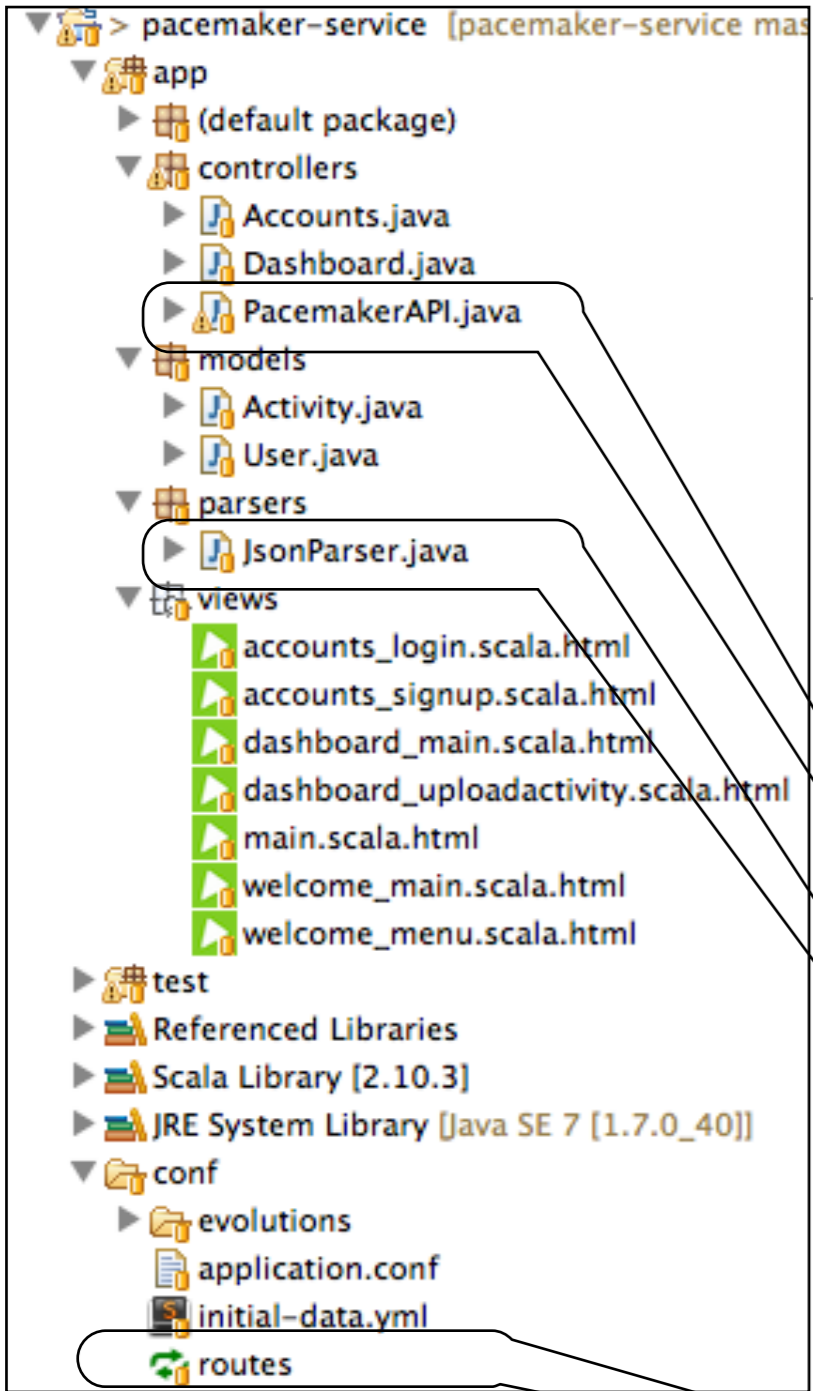 > pacemaker-service [pacemaker-service mas
app
(default package)
controllers
Accounts.java
Dashboard.java
PacemakerAPI.java
models
Activity.java
User.java
parsers
JsonParser.java
views
accounts_login.scala.html
accounts_signup.scala.html
dashboard_main.scala.html
dashboard_uploadactivity.scala.html
main.scala.html
welcome_main.scala.html
welcome_menu.scala.html
test
Referenced Libraries
Scala Library [2.10.3]
JRE System Library [Java SE 7 [1.7.0_40]]
conf
evolutions
application.conf
initial-data.yml
routes